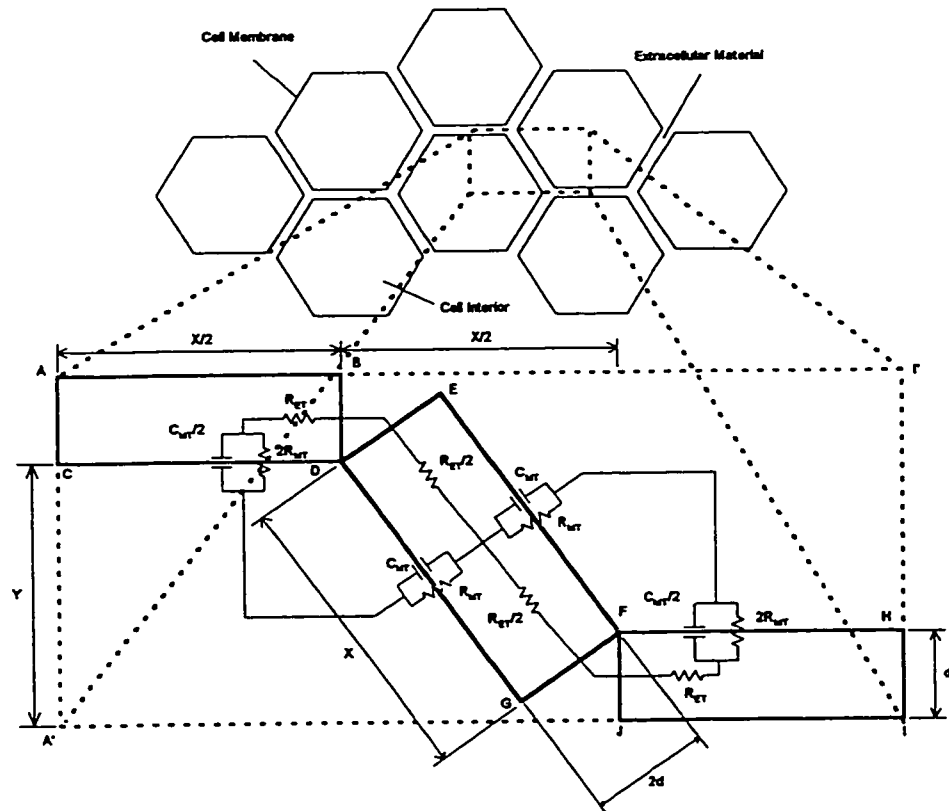 Cell Membrane
Extracellular Material
Cell Interior
X/2
X/2
A
B
Γ
E
R_ET
C_MT/2
2R_MT
C
D
R_ET/2
C_MT
R_MT
Y
C_MT
R_MT
X
R_ET/2
F
C_MT/2
2R_MT
H
d
R_ET
G
A'
J
I
2d